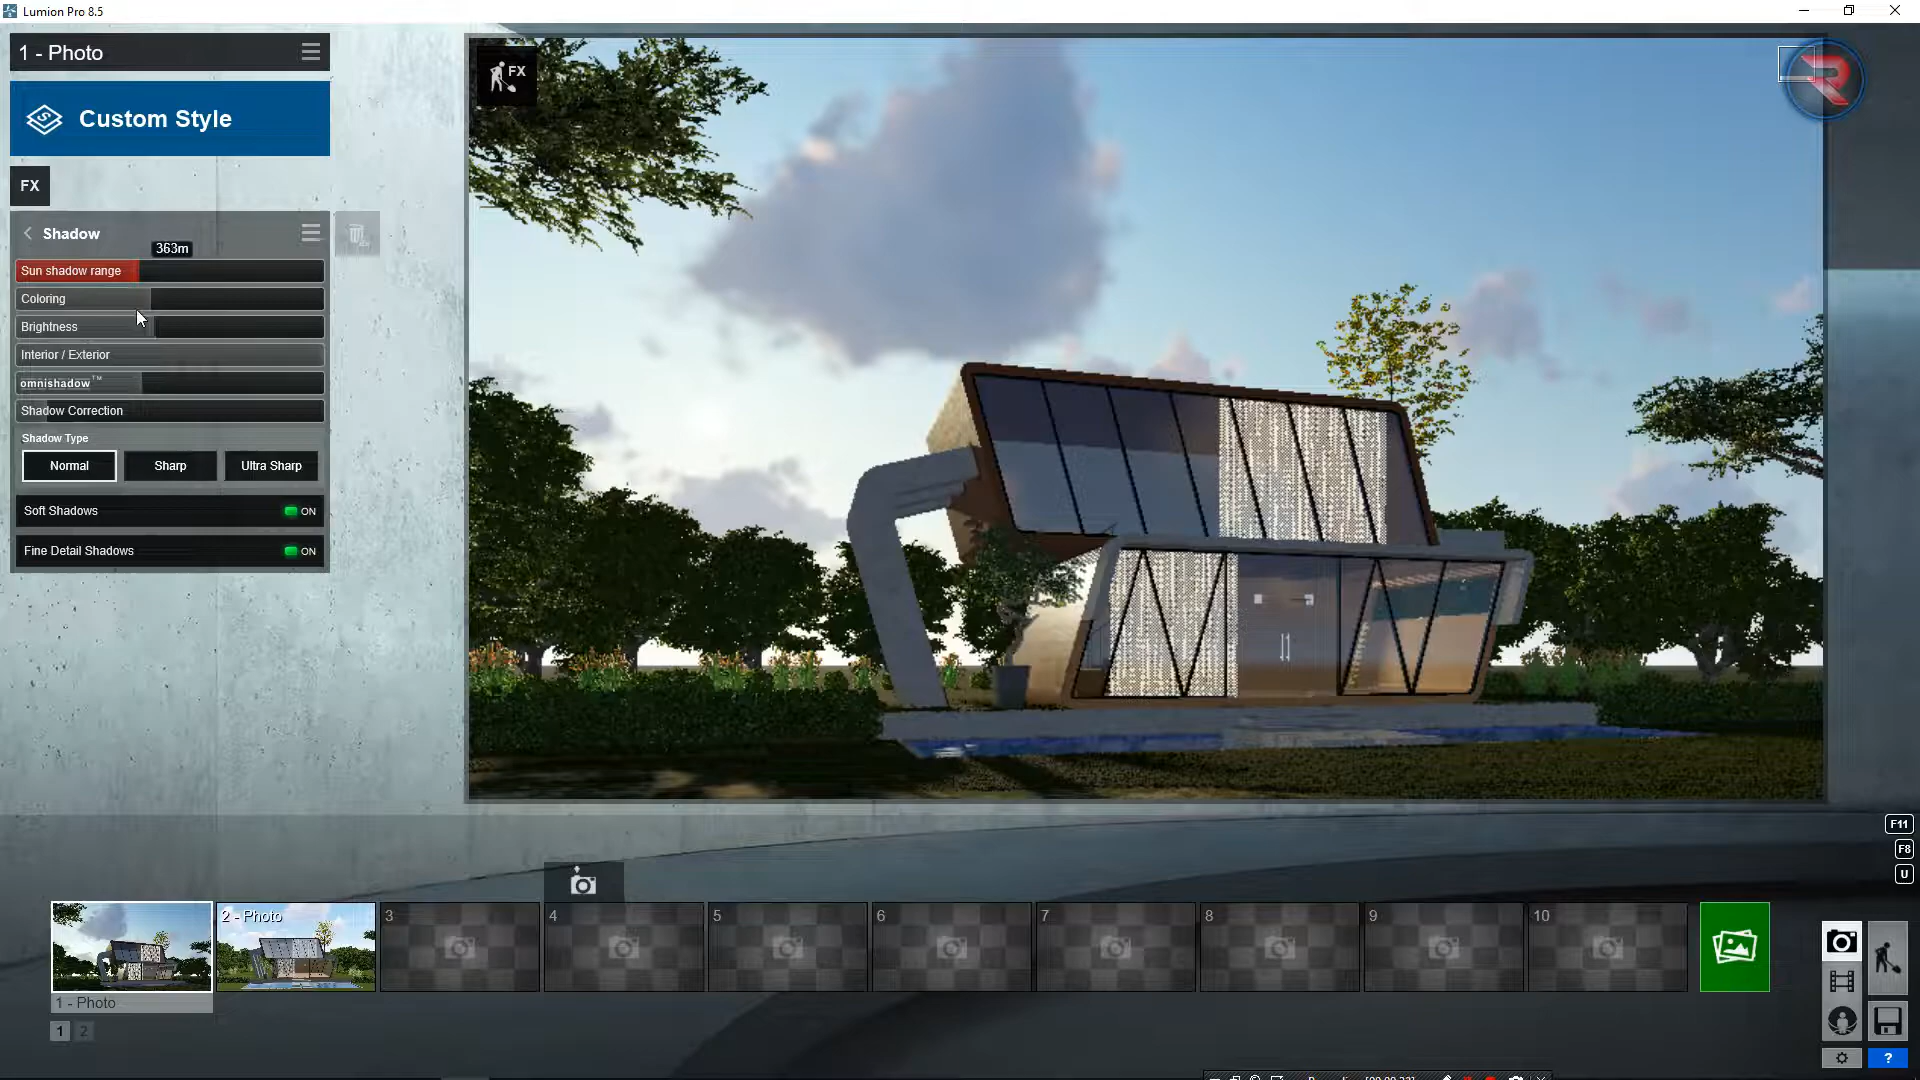 Lumion Pro 8.5
1 - Photo
Custom Style
FX
FX
Shadow
363m
Sun shadow range
Coloring
Brightness
Interior / Exterior
omnishadow™
Shadow Correction
Shadow Type
Normal Sharp Ultra Sharp
Soft Shadows ON
Fine Detail Shadows ON
F11
F8
U
2 - Photo 3 4 5 6 7 8 9 10
1 - Photo
1 2
?